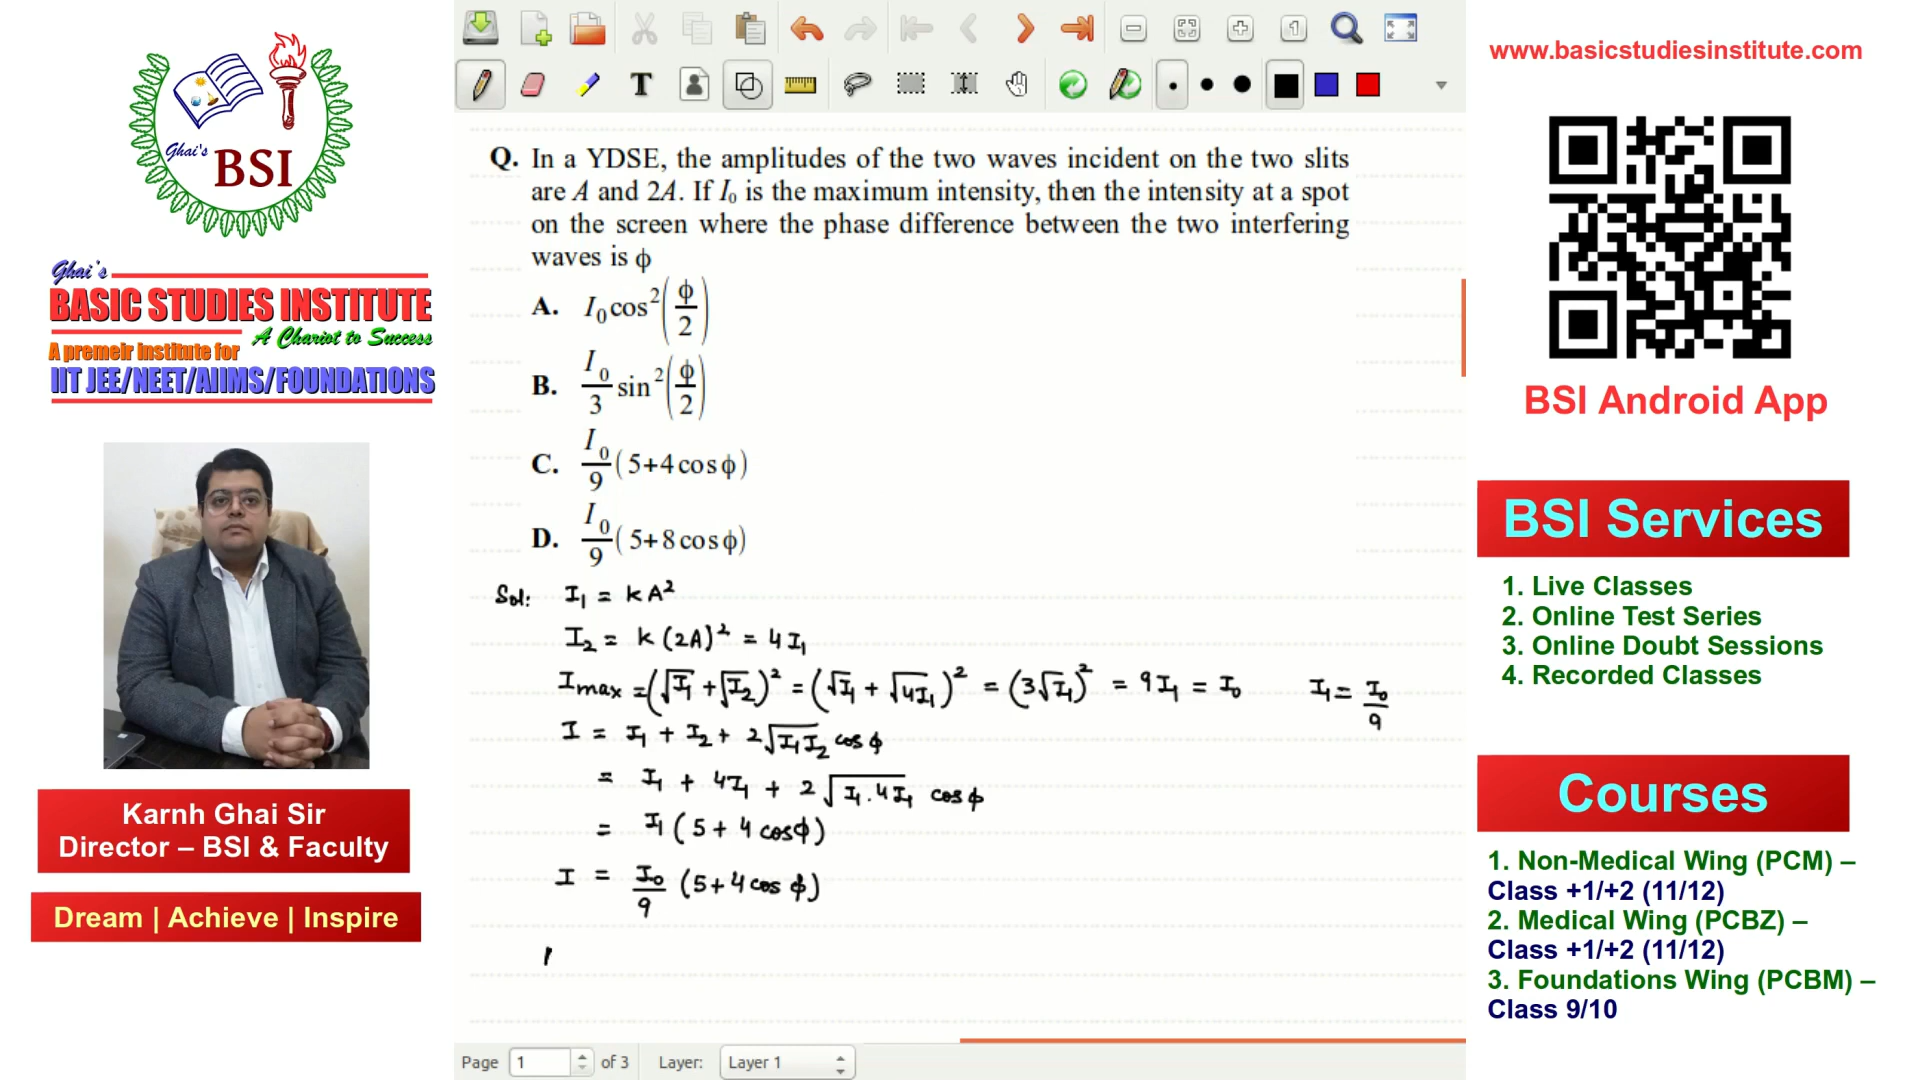 Ghai's
BSI
Ghai's
BASIC STUDIES INSTITUTE
A Chariot to Success
A premeir institute for
IIT JEE/NEET/AIIMS/FOUNDATIONS
Karnh Ghai Sir
Director – BSI & Faculty
Dream | Achieve | Inspire
T
1
Q. In a YDSE, the amplitudes of the two waves incident on the two slits
are A and 2A. If I₀ is the maximum intensity, then the intensity at a spot
on the screen where the phase difference between the two interfering
waves is ϕ
A. I₀cos²(ϕ/2)
B. I₀/3 sin²(ϕ/2)
C. I₀/9 (5+4cosϕ)
D. I₀/9 (5+8cosϕ)
Sol: I₁ = kA²
I₂ = k(2A)² = 4I₁
Imax = (√I₁ + √I₂)² = (√I₁ + √4I₁)² = (3√I₁)² = 9I₁ = I₀ I₁ = I₀/9
I = I₁ + I₂ + 2√I₁I₂ cosϕ
= I₁ + 4I₁ + 2√I₁.4I₁ cosϕ
= I₁(5 + 4cosϕ)
I = I₀/9 (5+4cosϕ)
Page 1 of 3 Layer: Layer 1
www.basicstudiesinstitute.com
BSI Android App
BSI Services
1. Live Classes
2. Online Test Series
3. Online Doubt Sessions
4. Recorded Classes
Courses
1. Non-Medical Wing (PCM) –
Class +1/+2 (11/12)
2. Medical Wing (PCBZ) –
Class +1/+2 (11/12)
3. Foundations Wing (PCBM) –
Class 9/10